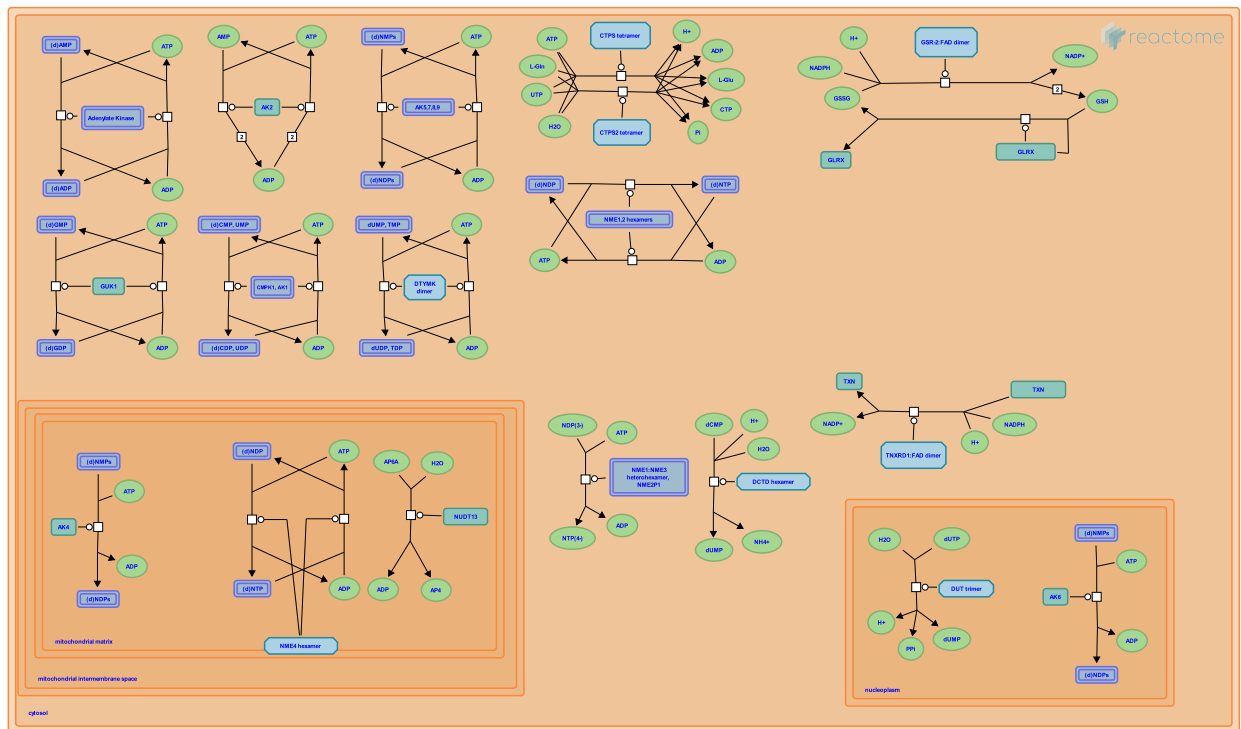 reactome
(d)AMP
ATP
Adenylate Kinase
(d)ADP
ADP
AMP
ATP
AK2
2
2
ADP
(d)NMPs
ATP
AK5,7,8,9
(d)NDPs
ADP
ATP
L-Gln
UTP
H2O
CTPS tetramer
CTPS2 tetramer
H+
ADP
L-Glu
CTP
Pi
H+
NADPH
GSSG
GSR-2:FAD dimer
NADP+
2
GSH
GLRX
GLRX
(d)NDP
(d)NTP
NME1,2 hexamers
ATP
ADP
(d)GMP
ATP
GUK1
(d)GDP
ADP
(d)CMP, UMP
ATP
CMPK1, AK1
(d)CDP, UDP
ADP
dUMP, TMP
ATP
DTYMK
dimer
dUDP, TDP
ADP
TXN
TXN
NADP+
NADPH
H+
TNXRD1:FAD dimer
(d)NMPs
ATP
AK4
ADP
(d)NDPs
(d)NDP
ATP
(d)NTP
ADP
NME4 hexamer
AP6A
H2O
NUDT13
ADP
AP4
mitochondrial matrix
mitochondrial intermembrane space
cytosol
NDP(3-)
ATP
NME1:NME3
heterohexamer,
NME2P1
NTP(4-)
ADP
dCMP
H+
H2O
DCTD hexamer
dUMP
NH4+
H2O
dUTP
DUT trimer
H+
PPi
dUMP
(d)NMPs
ATP
AK6
ADP
(d)NDPs
nucleoplasm